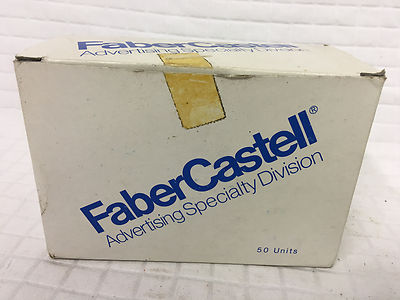 FaberCastell
Advertising Specialty Division
FaberCastell®
Advertising Specialty Division
50 Units